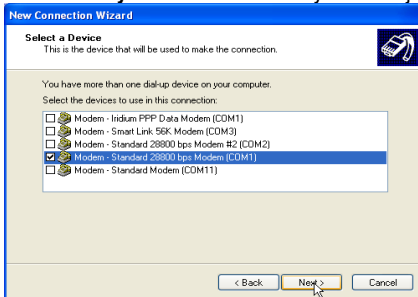 New Connection Wizard
Select a Device
This is the device that will be used to make the connection.
You have more than one dial-up device on your computer.
Select the devices to use in this connection:
Modem - Iridium PPP Data Modem (COM1)
Modem - Smart Link 56K Modem (COM3)
Modem - Standard 28800 bps Modem #2 (COM2)
Modem - Standard 28800 bps Modem (COM1)
Modem - Standard Modem (COM11)
< Back Next > Cancel